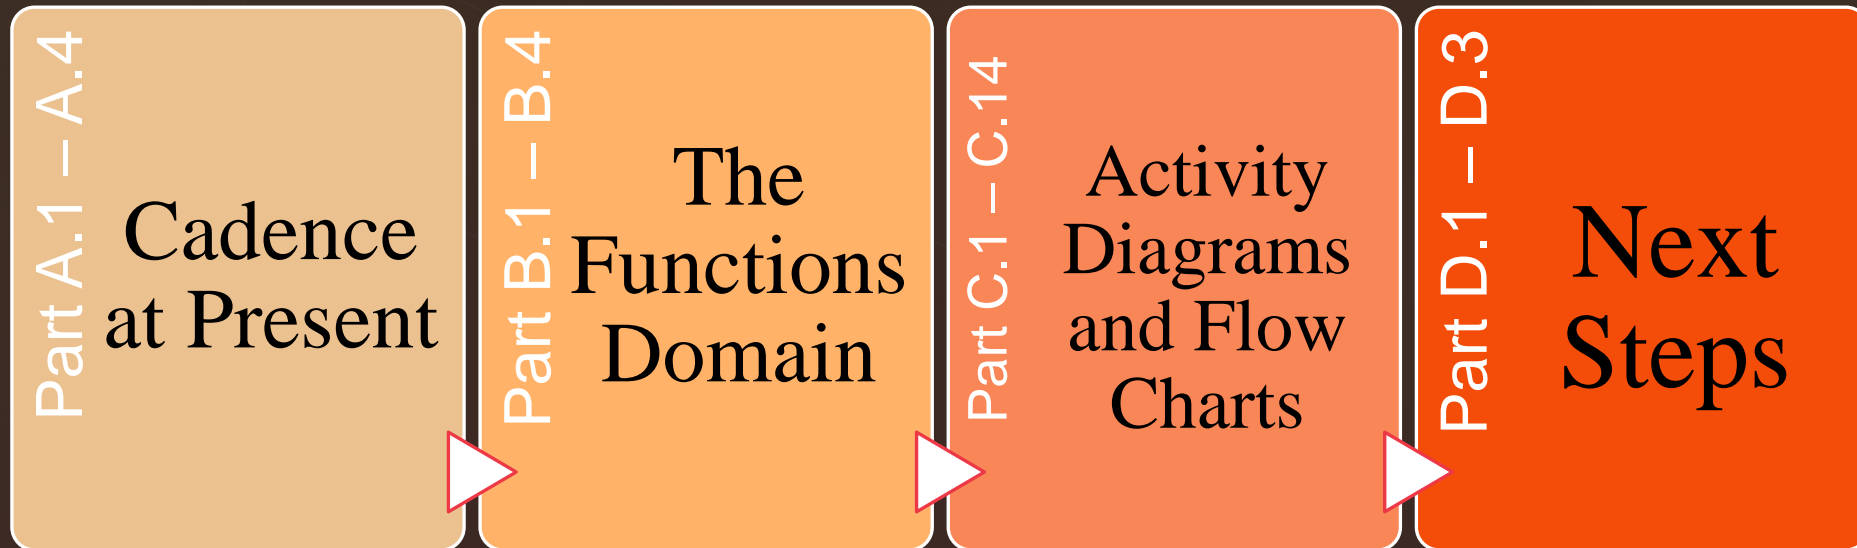 Part A.1 – A.4
Cadence
at Present
Part B.1 – B.4
The
Functions
Domain
Part C.1 – C.14
Activity
Diagrams
and Flow
Charts
Part D.1 – D.3
Next
Steps